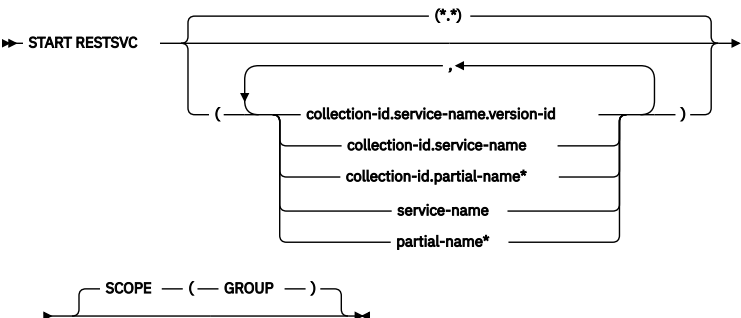 (*.*)
START RESTSVC
,
( collection-id.service-name.version-id )
collection-id.service-name
collection-id.partial-name*
service-name
partial-name*
SCOPE ( GROUP )